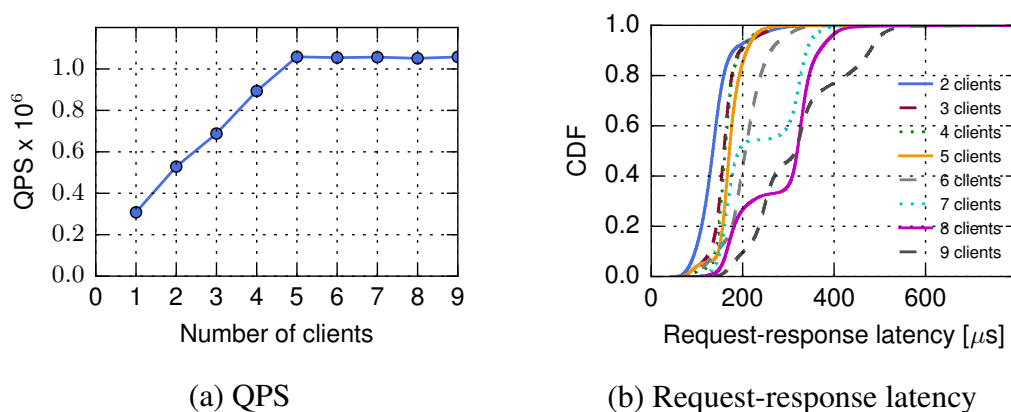 QPS x 10^6
1.0
0.8
0.6
0.4
0.2
0.0
0 1 2 3 4 5 6 7 8 9
Number of clients
(a) QPS
CDF
1.0
0.8
0.6
0.4
0.2
0.0
2 clients
3 clients
4 clients
5 clients
6 clients
7 clients
8 clients
9 clients
0 200 400 600
Request-response latency [μs]
(b) Request-response latency